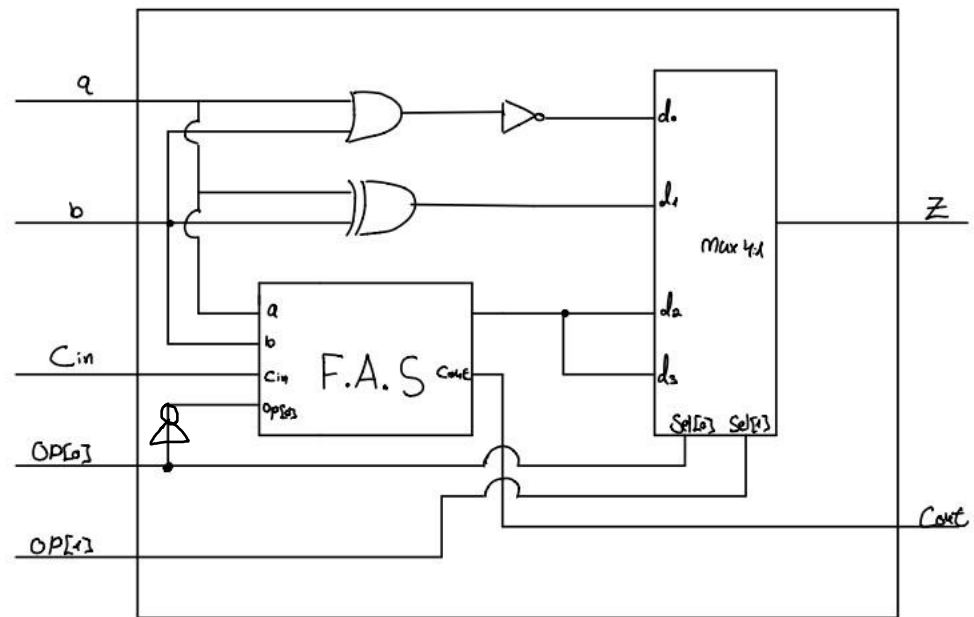 a
b
Cin
OP[0]
OP[1]
a
b
Cin
Op[0]
F.A.S
Cout
d0
d1
d2
d3
Mux 4:1
Sel[0] Sel[1]
Z
Cout